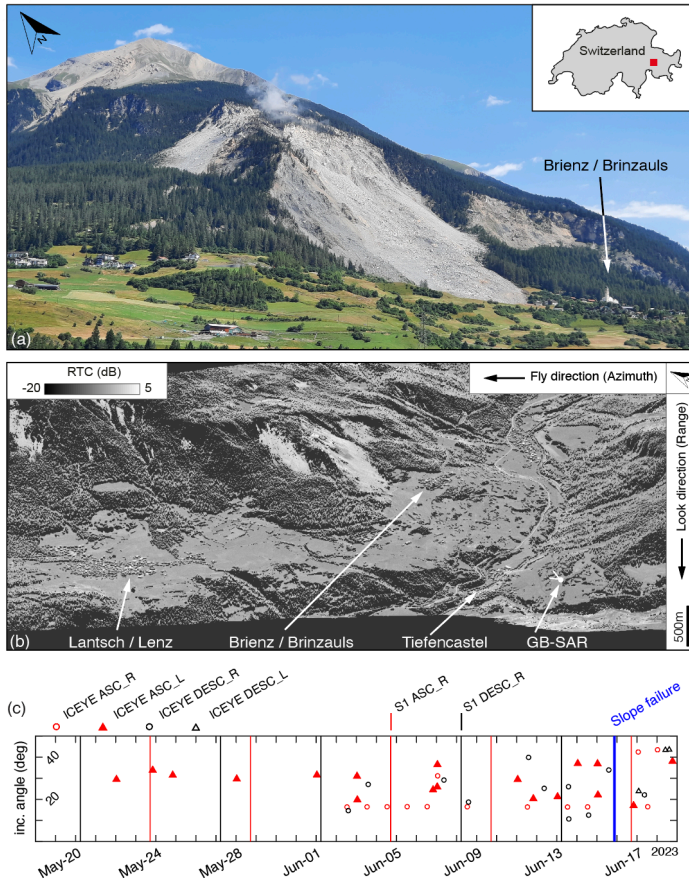 N
Switzerland
Brienz / Brinzauls
(a)
RTC (dB)
-20 5
Fly direction (Azimuth)
Look direction (Range)
500m
Lantsch / Lenz
Brienz / Brinzauls
Tiefencastel
GB-SAR
(b)
(c)
ICEYE ASC_R
ICEYE ASC_L
ICEYE DESC_R
ICEYE DESC_L
S1 ASC_R
S1 DESC_R
Slope failure
inc. angle (deg)
40
20
May-20
May-24
May-28
Jun-01
Jun-05
Jun-09
Jun-13
Jun-17
2023